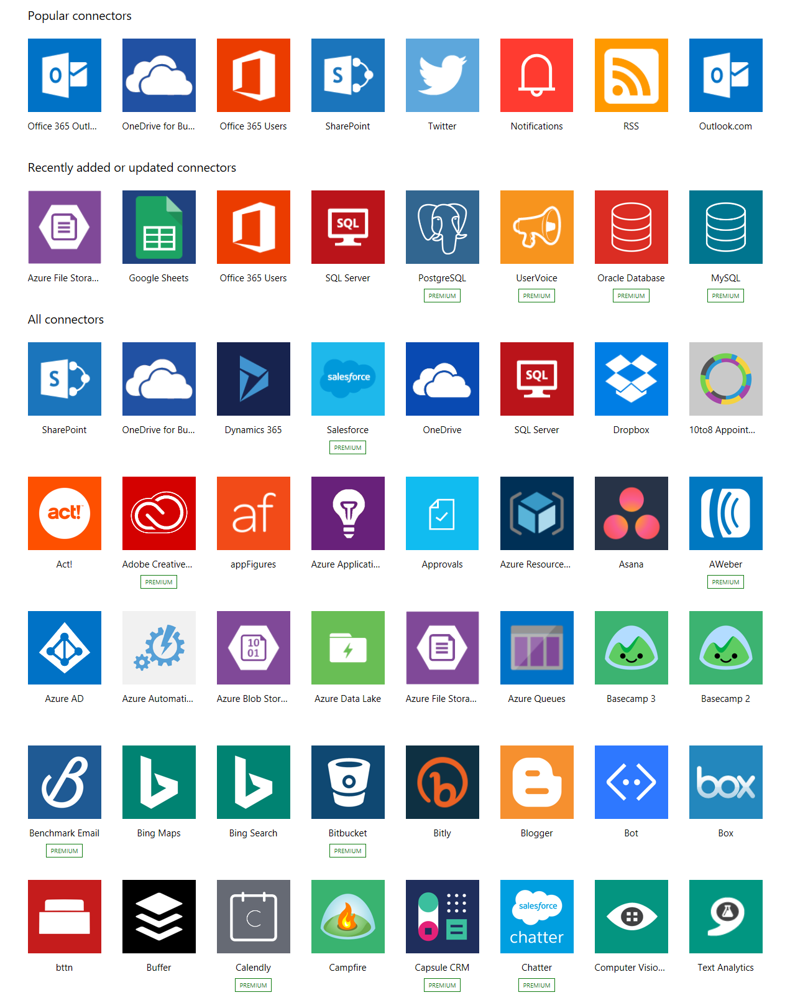 Popular connectors
O
S
O
Office 365 Outl...
OneDrive for Bu...
Office 365 Users
SharePoint
Twitter
Notifications
RSS
Outlook.com
Recently added or updated connectors
SQL
Azure File Stora...
Google Sheets
Office 365 Users
SQL Server
PostgreSQL
UserVoice
Oracle Database
MySQL
PREMIUM
PREMIUM
PREMIUM
PREMIUM
All connectors
S
salesforce
SQL
SharePoint
OneDrive for Bu...
Dynamics 365
Salesforce
OneDrive
SQL Server
Dropbox
10to8 Appoint...
PREMIUM
act!
af
Act!
Adobe Creative...
appFigures
Azure Applicati...
Approvals
Azure Resource...
Asana
AWeber
PREMIUM
PREMIUM
10
01
Azure AD
Azure Automati...
Azure Blob Stor...
Azure Data Lake
Azure File Stora...
Azure Queues
Basecamp 3
Basecamp 2
B
b
b
b
B
box
Benchmark Email
Bing Maps
Bing Search
Bitbucket
Bitly
Blogger
Bot
Box
PREMIUM
PREMIUM
C
salesforce
chatter
bttn
Buffer
Calendly
Campfire
Capsule CRM
Chatter
Computer Visio...
Text Analytics
PREMIUM
PREMIUM
PREMIUM